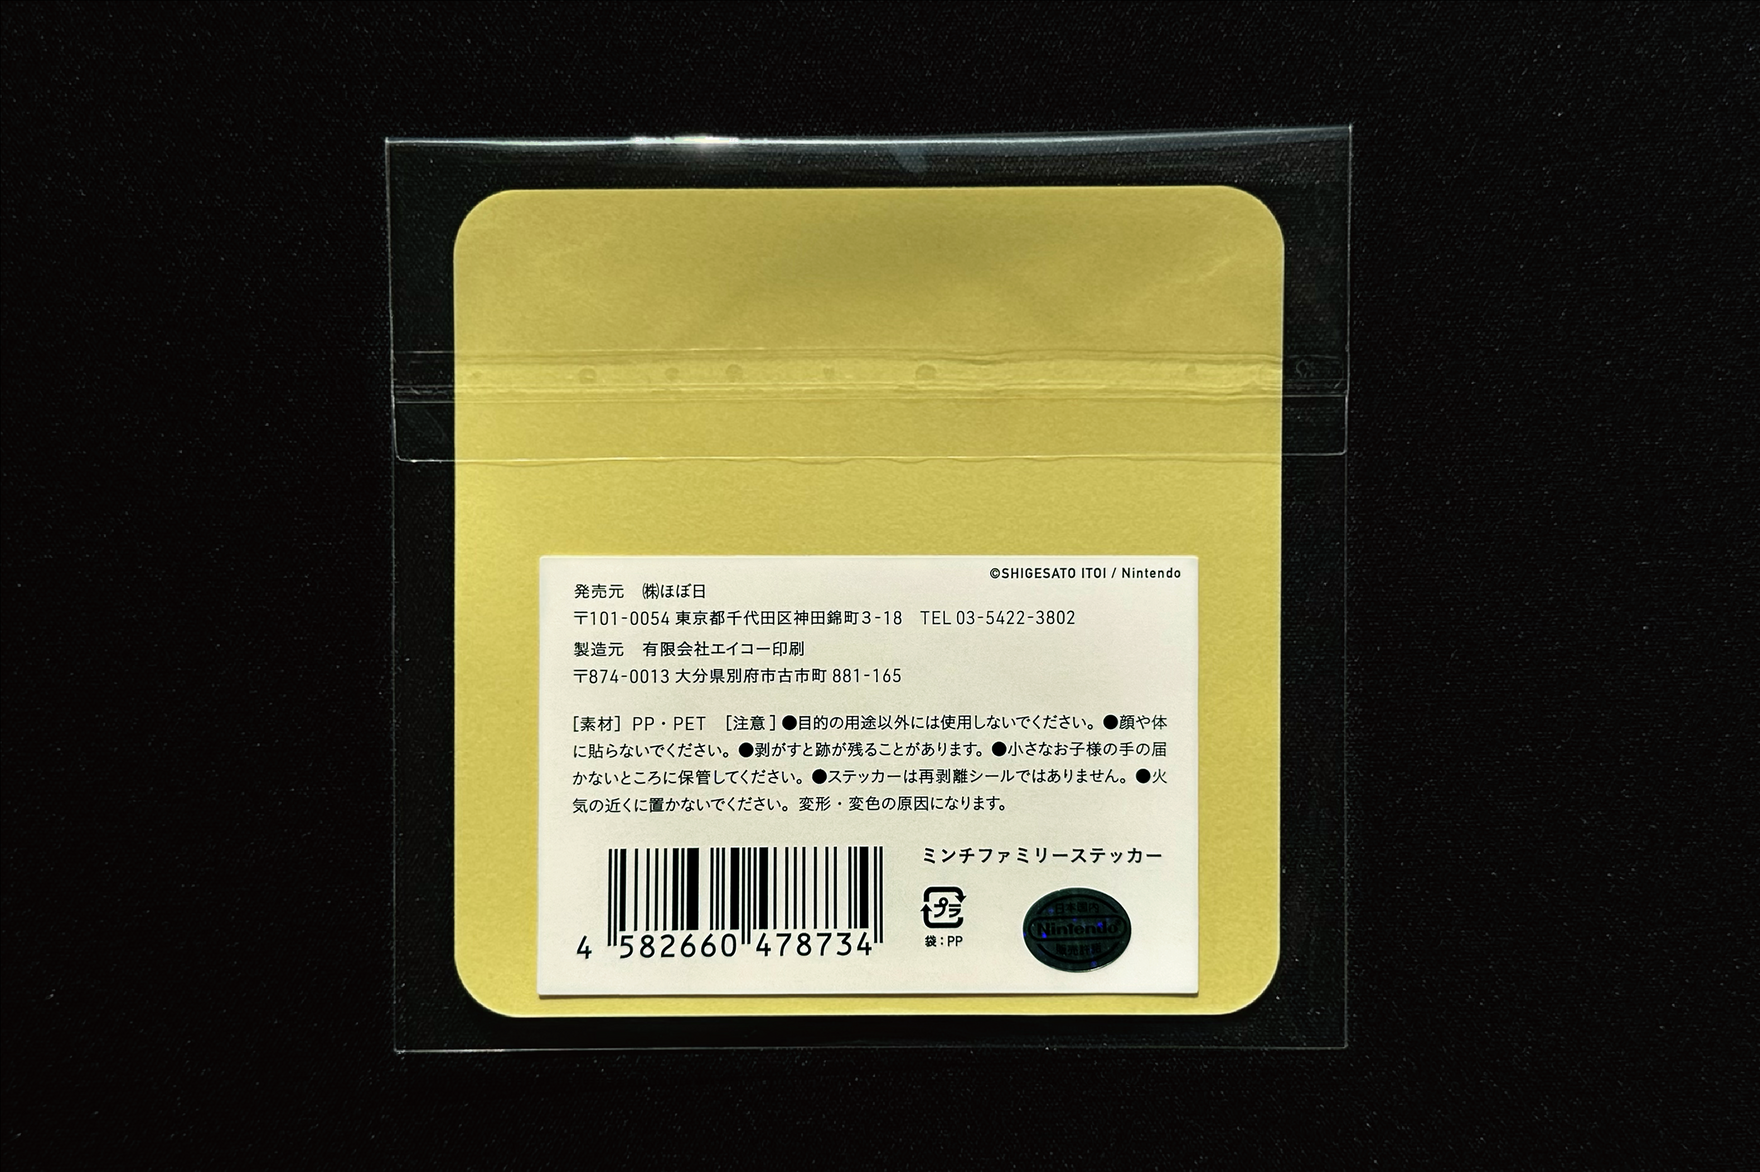 ©SHIGESATO ITOI / Nintendo
発売元　㈱ほぼ日
〒101-0054 東京都千代田区神田錦町3-18　TEL 03-5422-3802
製造元　有限会社エイコー印刷
〒874-0013 大分県別府市古市町 881-165
［素材］PP・PET　［注意］●目的の用途以外には使用しないでください。●顔や体
に貼らないでください。●剥がすと跡が残ることがあります。●小さなお子様の手の届
かないところに保管してください。●ステッカーは再剥離シールではありません。●火
気の近くに置かないでください。変形・変色の原因になります。
ミンチファミリーステッカー
プラ
袋：PP
日本国内
Nintendo
販売許諾
4 582660 478734